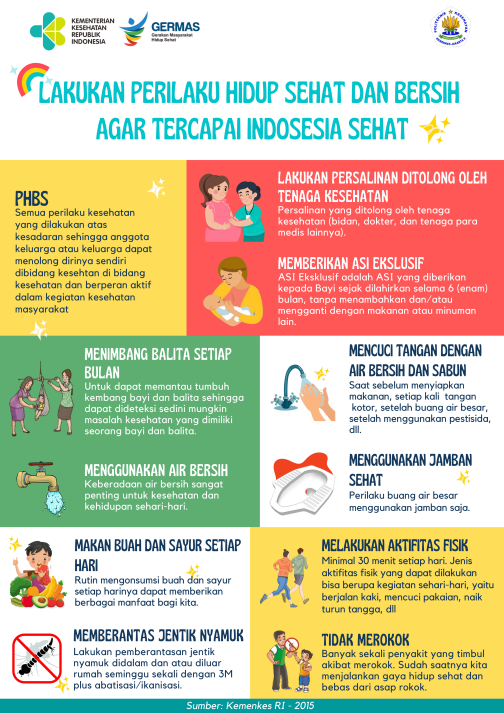 KEMENTERIAN
KESEHATAN
REPUBLIK
INDONESIA
GERMAS
Gerakan Masyarakat
Hidup Sehat
LAKUKAN PERILAKU HIDUP SEHAT DAN BERSIH
AGAR TERCAPAI INDOSESIA SEHAT
PHBS
Semua perilaku kesehatan
yang dilakukan atas
kesadaran sehingga anggota
keluarga atau keluarga dapat
menolong dirinya sendiri
dibidang kesehtan di bidang
kesehatan dan berperan aktif
dalam kegiatan kesehatan
masyarakat
LAKUKAN PERSALINAN DITOLONG OLEH
TENAGA KESEHATAN
Persalinan yang ditolong oleh tenaga
kesehatan (bidan, dokter, dan tenaga para
medis lainnya).
MEMBERIKAN ASI EKSLUSIF
ASI Eksklusif adalah ASI yang diberikan
kepada Bayi sejak dilahirkan selama 6 (enam)
bulan, tanpa menambahkan dan/atau
mengganti dengan makanan atau minuman
lain.
MENIMBANG BALITA SETIAP
BULAN
Untuk dapat memantau tumbuh
kembang bayi dan balita sehingga
dapat dideteksi sedini mungkin
masalah kesehatan yang dimiliki
seorang bayi dan balita.
MENGGUNAKAN AIR BERSIH
Keberadaan air bersih sangat
penting untuk kesehatan dan
kehidupan sehari-hari.
MENCUCI TANGAN DENGAN
AIR BERSIH DAN SABUN
Saat sebelum menyiapkan
makanan, setiap kali tangan
kotor, setelah buang air besar,
setelah menggunakan pestisida,
dll.
MENGGUNAKAN JAMBAN
SEHAT
Perilaku buang air besar
menggunakan jamban saja.
MAKAN BUAH DAN SAYUR SETIAP
HARI
Rutin mengonsumsi buah dan sayur
setiap harinya dapat memberikan
berbagai manfaat bagi kita.
MEMBERANTAS JENTIK NYAMUK
Lakukan pemberantasan jentik
nyamuk didalam dan atau diluar
rumah seminggu sekali dengan 3M
plus abatisasi/ikanisasi.
MELAKUKAN AKTIFITAS FISIK
Minimal 30 menit setiap hari. Jenis
aktifitas fisik yang dapat dilakukan
bisa berupa kegiatan sehari-hari, yaitu
berjalan kaki, mencuci pakaian, naik
turun tangga, dll
TIDAK MEROKOK
Banyak sekali penyakit yang timbul
akibat merokok. Sudah saatnya kita
menjalankan gaya hidup sehat dan
bebas dari asap rokok.
Sumber: Kemenkes RI - 2015